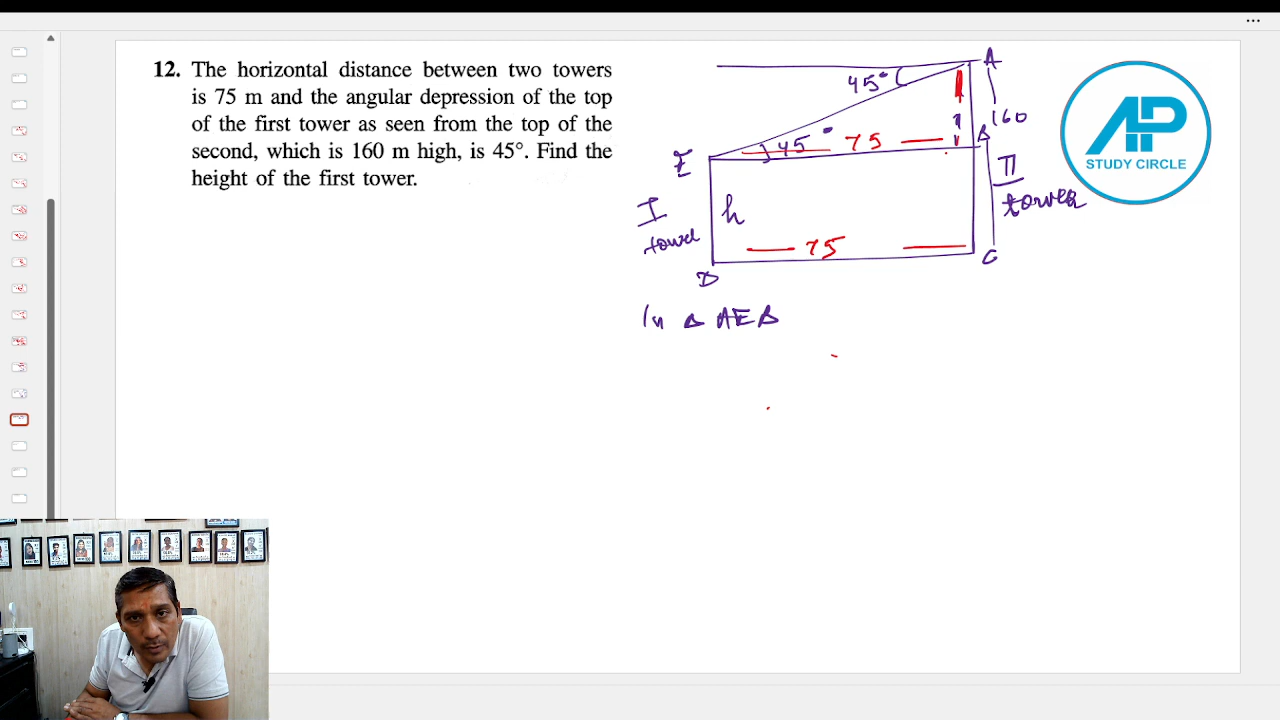 12. The horizontal distance between two towers
is 75 m and the angular depression of the top
of the first tower as seen from the top of the
second, which is 160 m high, is 45°. Find the
height of the first tower.
A
45°
160
B
45°
75
E
II
tower
I
h
towel
75
C
D
In Δ AEB
AP
STUDY CIRCLE